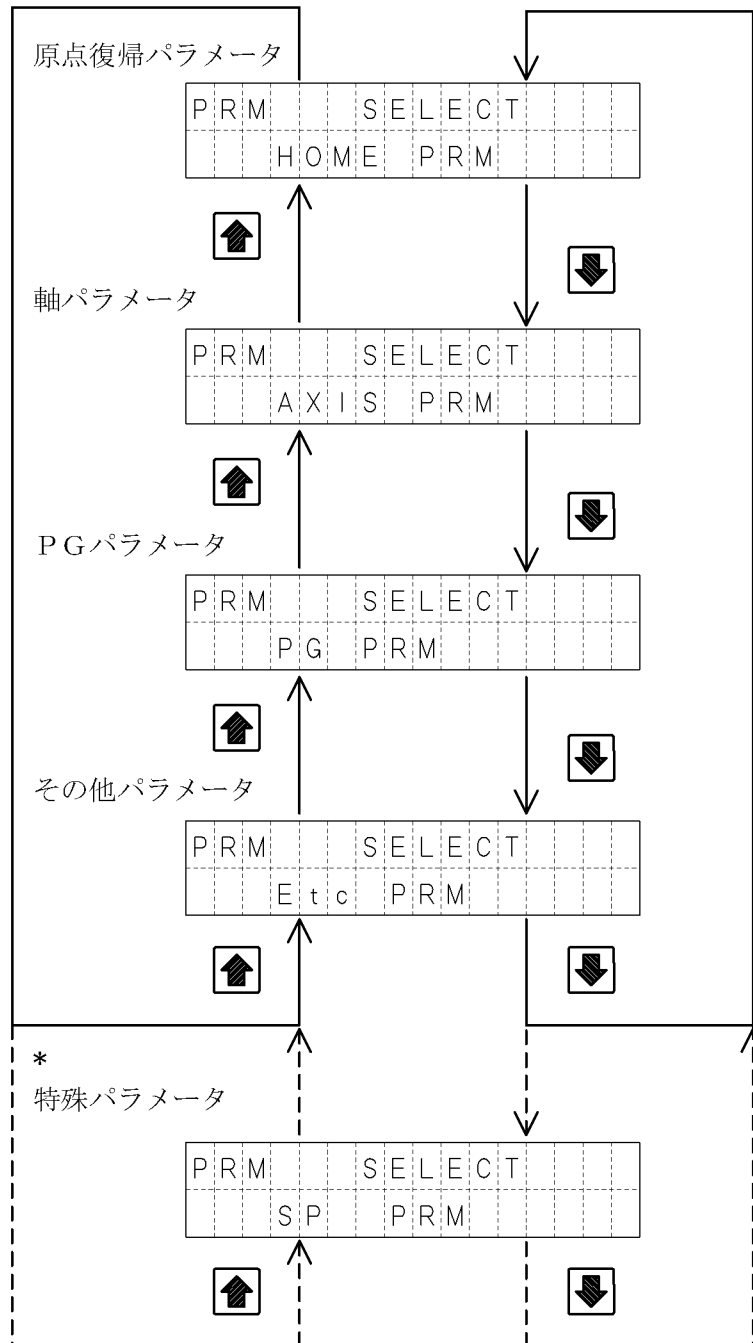 原点復帰パラメータ
PRM   SELECT
HOME PRM
軸パラメータ
PRM   SELECT
AXIS PRM
ＰＧパラメータ
PRM   SELECT
PG PRM
その他パラメータ
PRM   SELECT
Etc PRM
*
特殊パラメータ
PRM   SELECT
SP  PRM